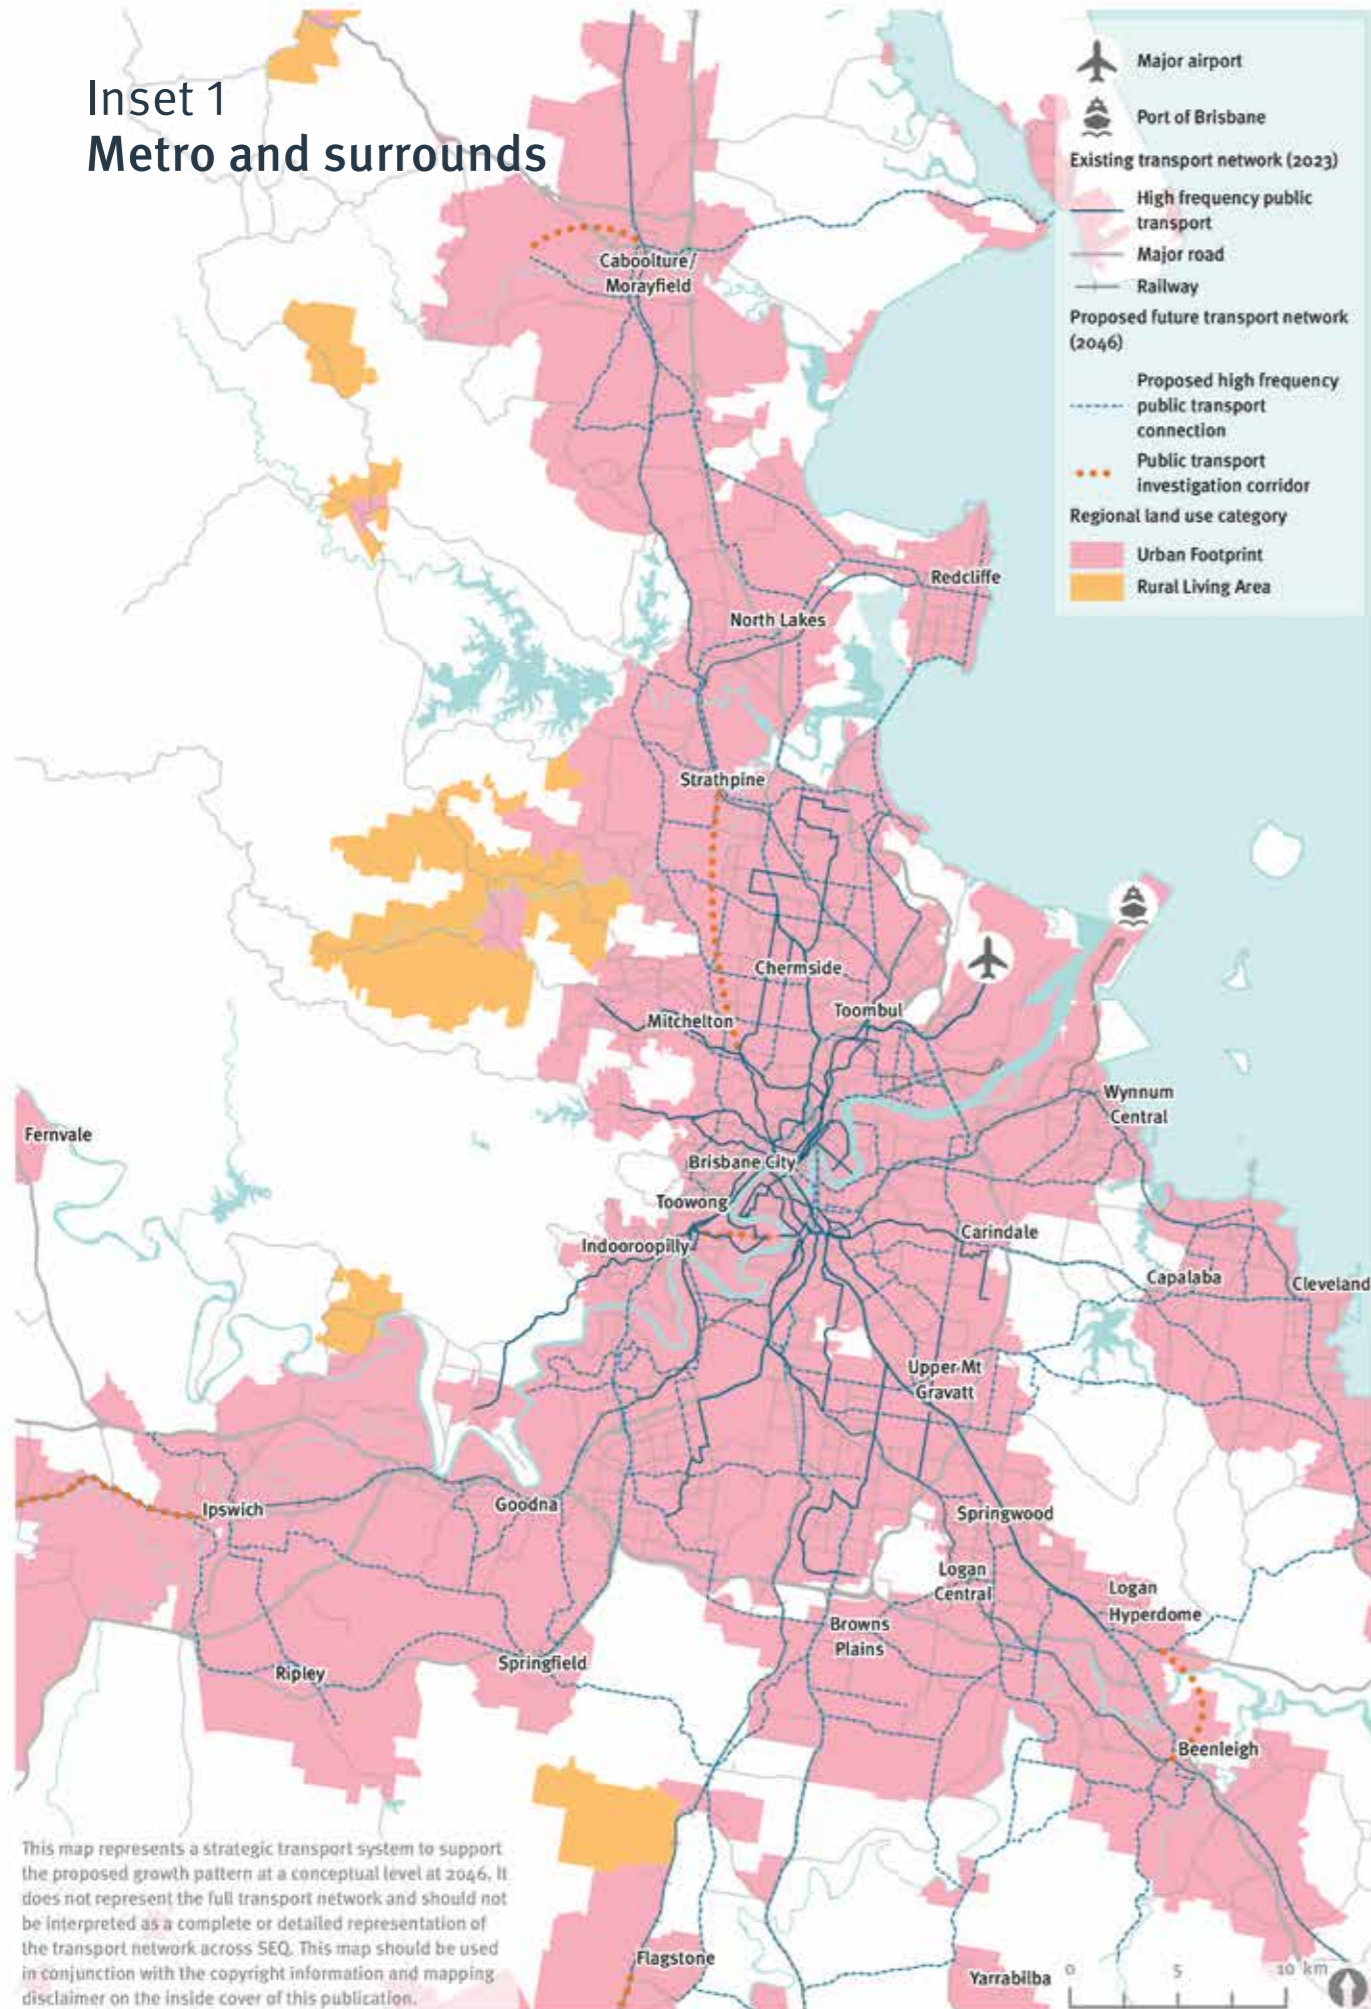 Inset 1
Metro and surrounds
Major airport
Port of Brisbane
Existing transport network (2023)
High frequency public
transport
Major road
Railway
Proposed future transport network
(2046)
Proposed high frequency
public transport
connection
Public transport
investigation corridor
Regional land use category
Urban Footprint
Rural Living Area
Caboolture/
Morayfield
Redcliffe
North Lakes
Strathpine
Chermside
Toombul
Mitchelton
Wynnum
Central
Fernvale
Brisbane City
Toowong
Carindale
Indooroopilly
Capalaba
Cleveland
Upper Mt
Gravatt
Ipswich
Goodna
Springwood
Logan
Central
Logan
Hyperdome
Browns
Plains
Springfield
Ripley
Beenleigh
This map represents a strategic transport system to support
the proposed growth pattern at a conceptual level at 2046. It
does not represent the full transport network and should not
be interpreted as a complete or detailed representation of
the transport network across SEQ. This map should be used
in conjunction with the copyright information and mapping
disclaimer on the inside cover of this publication.
Flagstone
Yarrabilba
0 5 10 km